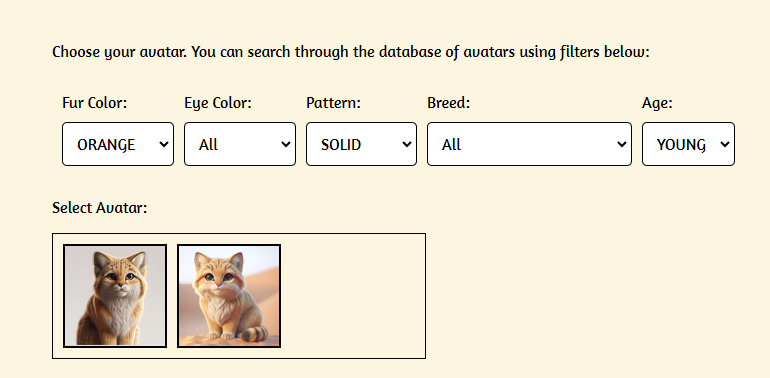 Choose your avatar. You can search through the database of avatars using filters below:
Fur Color: Eye Color: Pattern: Breed: Age:
ORANGE All SOLID All YOUNG
Select Avatar: